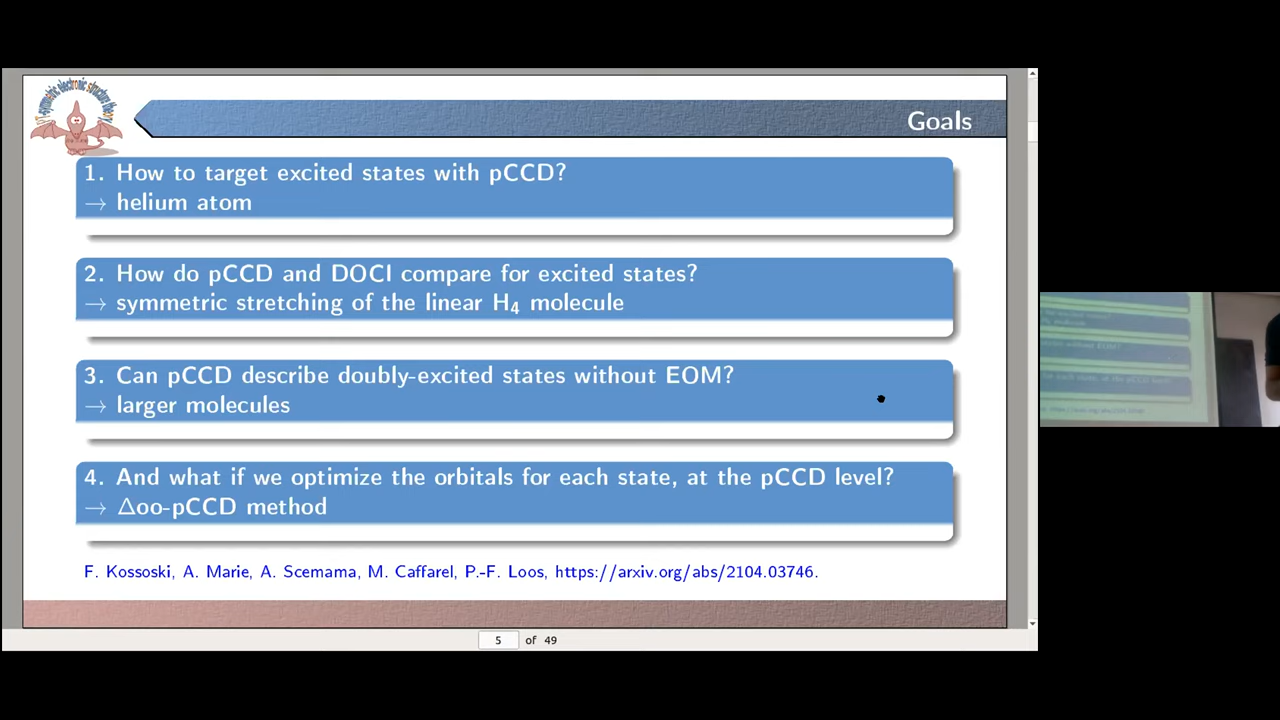 Goals
1. How to target excited states with pCCD?
→ helium atom
2. How do pCCD and DOCI compare for excited states?
→ symmetric stretching of the linear H₄ molecule
3. Can pCCD describe doubly-excited states without EOM?
→ larger molecules
4. And what if we optimize the orbitals for each state, at the pCCD level?
→ Δoo-pCCD method
F. Kossoski, A. Marie, A. Scemama, M. Caffarel, P.-F. Loos, https://arxiv.org/abs/2104.03746.
5 of 49